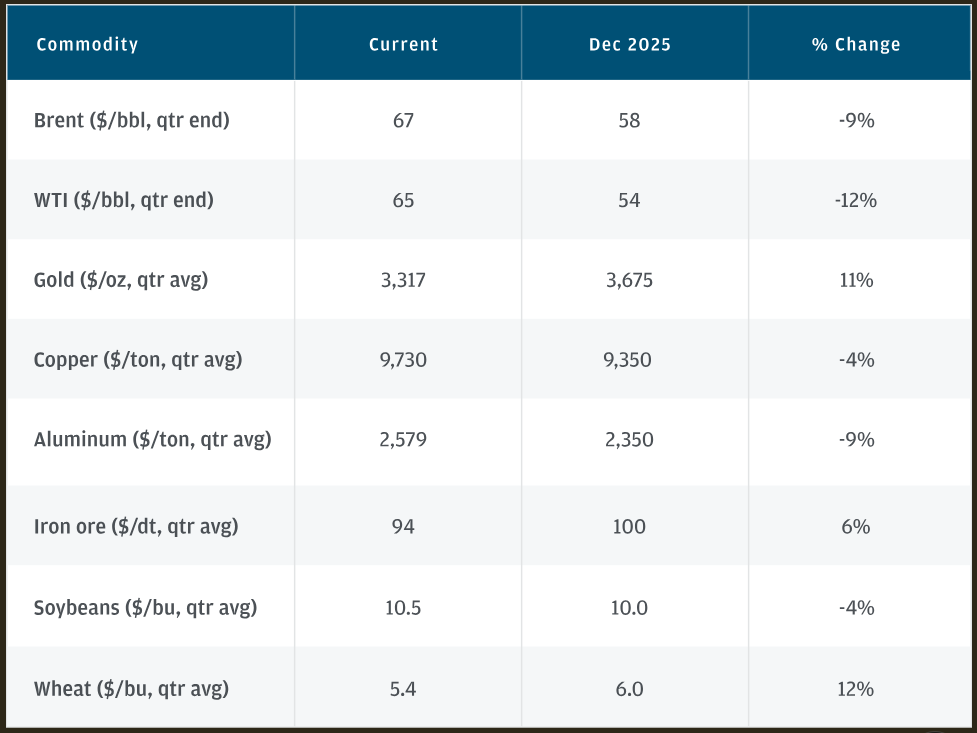 Commodity Current Dec 2025 % Change
Brent ($/bbl, qtr end) 67 58 -9%
WTI ($/bbl, qtr end) 65 54 -12%
Gold ($/oz, qtr avg) 3,317 3,675 11%
Copper ($/ton, qtr avg) 9,730 9,350 -4%
Aluminum ($/ton, qtr avg) 2,579 2,350 -9%
Iron ore ($/dt, qtr avg) 94 100 6%
Soybeans ($/bu, qtr avg) 10.5 10.0 -4%
Wheat ($/bu, qtr avg) 5.4 6.0 12%